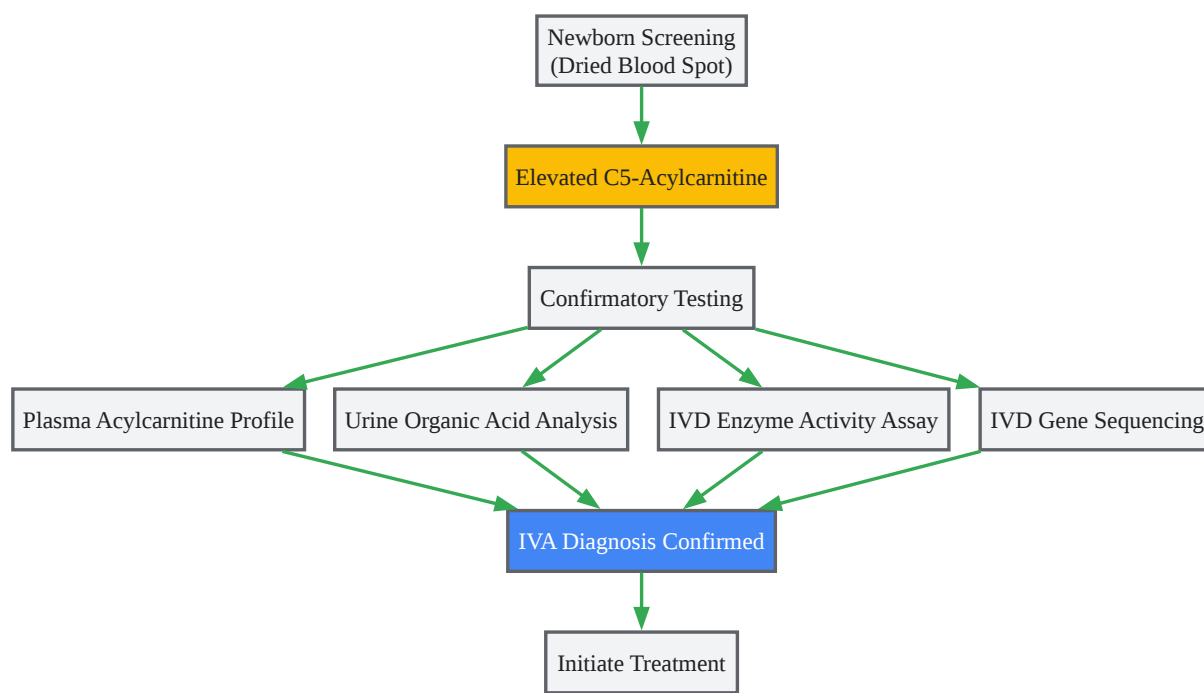 Newborn Screening
(Dried Blood Spot)
Elevated C5-Acylcarnitine
Confirmatory Testing
Plasma Acylcarnitine Profile
Urine Organic Acid Analysis
IVD Enzyme Activity Assay
IVD Gene Sequencing
IVA Diagnosis Confirmed
Initiate Treatment